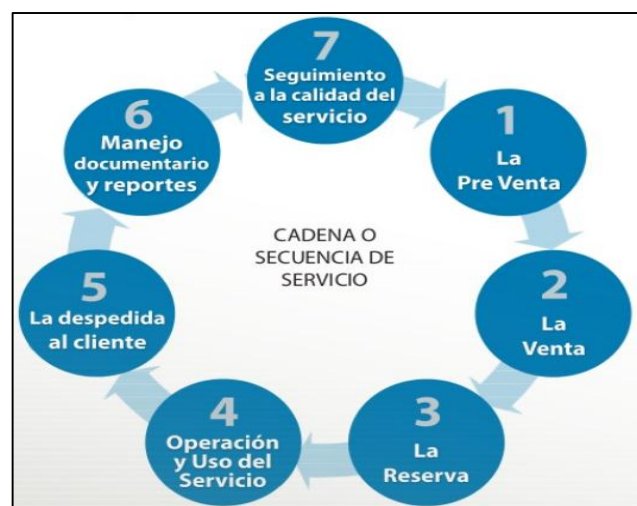 7
Seguimiento
a la calidad del
servicio
1
La
Pre Venta
2
La
Venta
3
La
Reserva
4
Operación
y Uso del
Servicio
5
La despedida
al cliente
6
Manejo
documentario
y reportes
CADENA O
SECUENCIA DE
SERVICIO